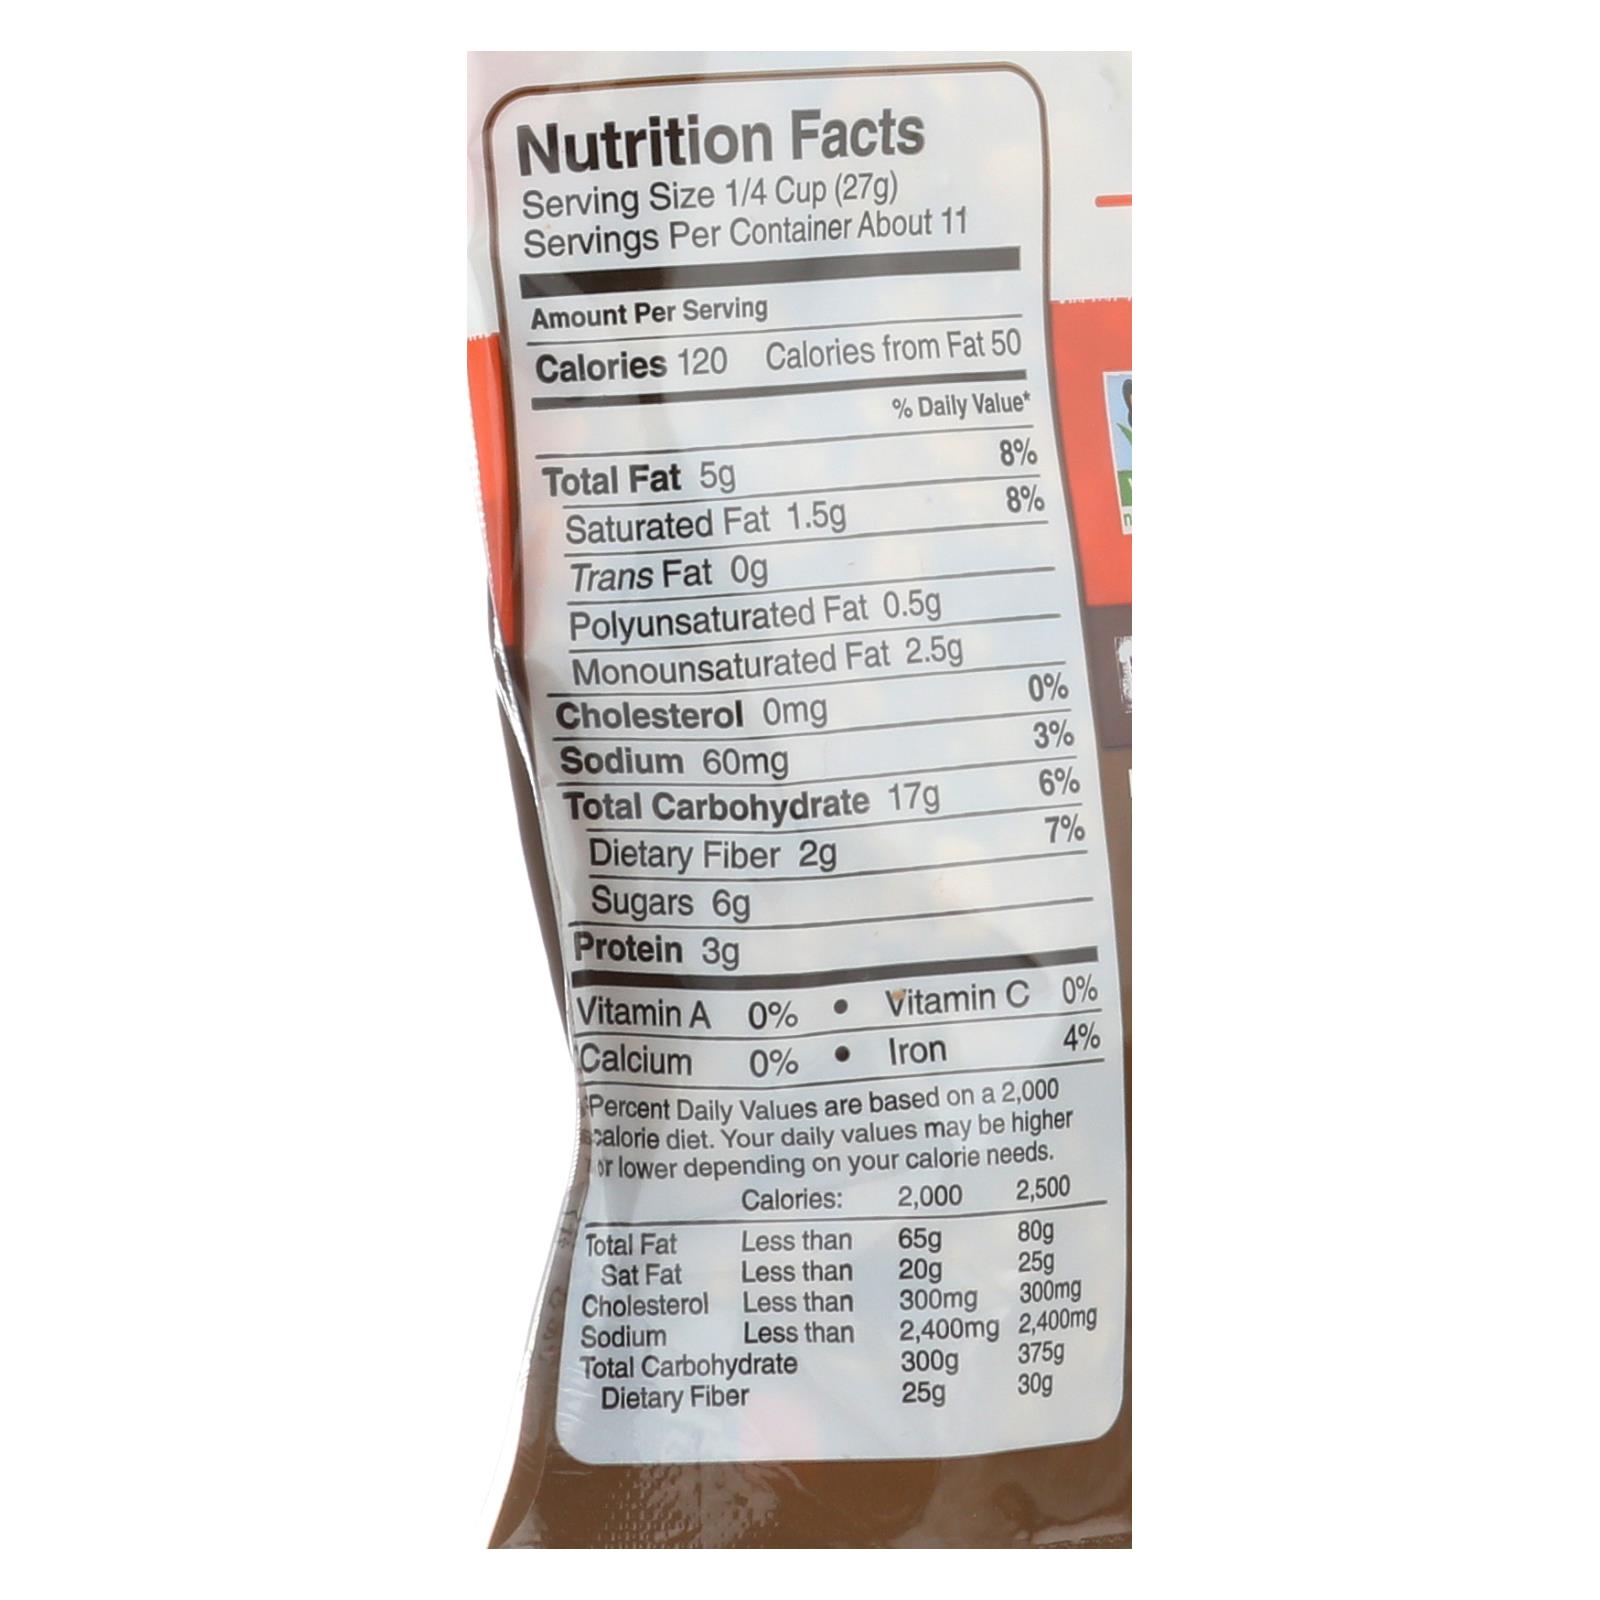 Nutrition Facts
Serving Size 1/4 Cup (27g)
Servings Per Container About 11
Amount Per Serving
Calories 120 Calories from Fat 50
% Daily Value*
Total Fat 5g 8%
Saturated Fat 1.5g 8%
Trans Fat 0g
Polyunsaturated Fat 0.5g
Monounsaturated Fat 2.5g
Cholesterol 0mg 0%
Sodium 60mg 3%
Total Carbohydrate 17g 6%
Dietary Fiber 2g 7%
Sugars 6g
Protein 3g
Vitamin A 0% • Vitamin C 0%
Calcium 0% • Iron 4%
*Percent Daily Values are based on a 2,000
calorie diet. Your daily values may be higher
or lower depending on your calorie needs.
Calories: 2,000 2,500
Total Fat Less than 65g 80g
Sat Fat Less than 20g 25g
Cholesterol Less than 300mg 300mg
Sodium Less than 2,400mg 2,400mg
Total Carbohydrate 300g 375g
Dietary Fiber 25g 30g